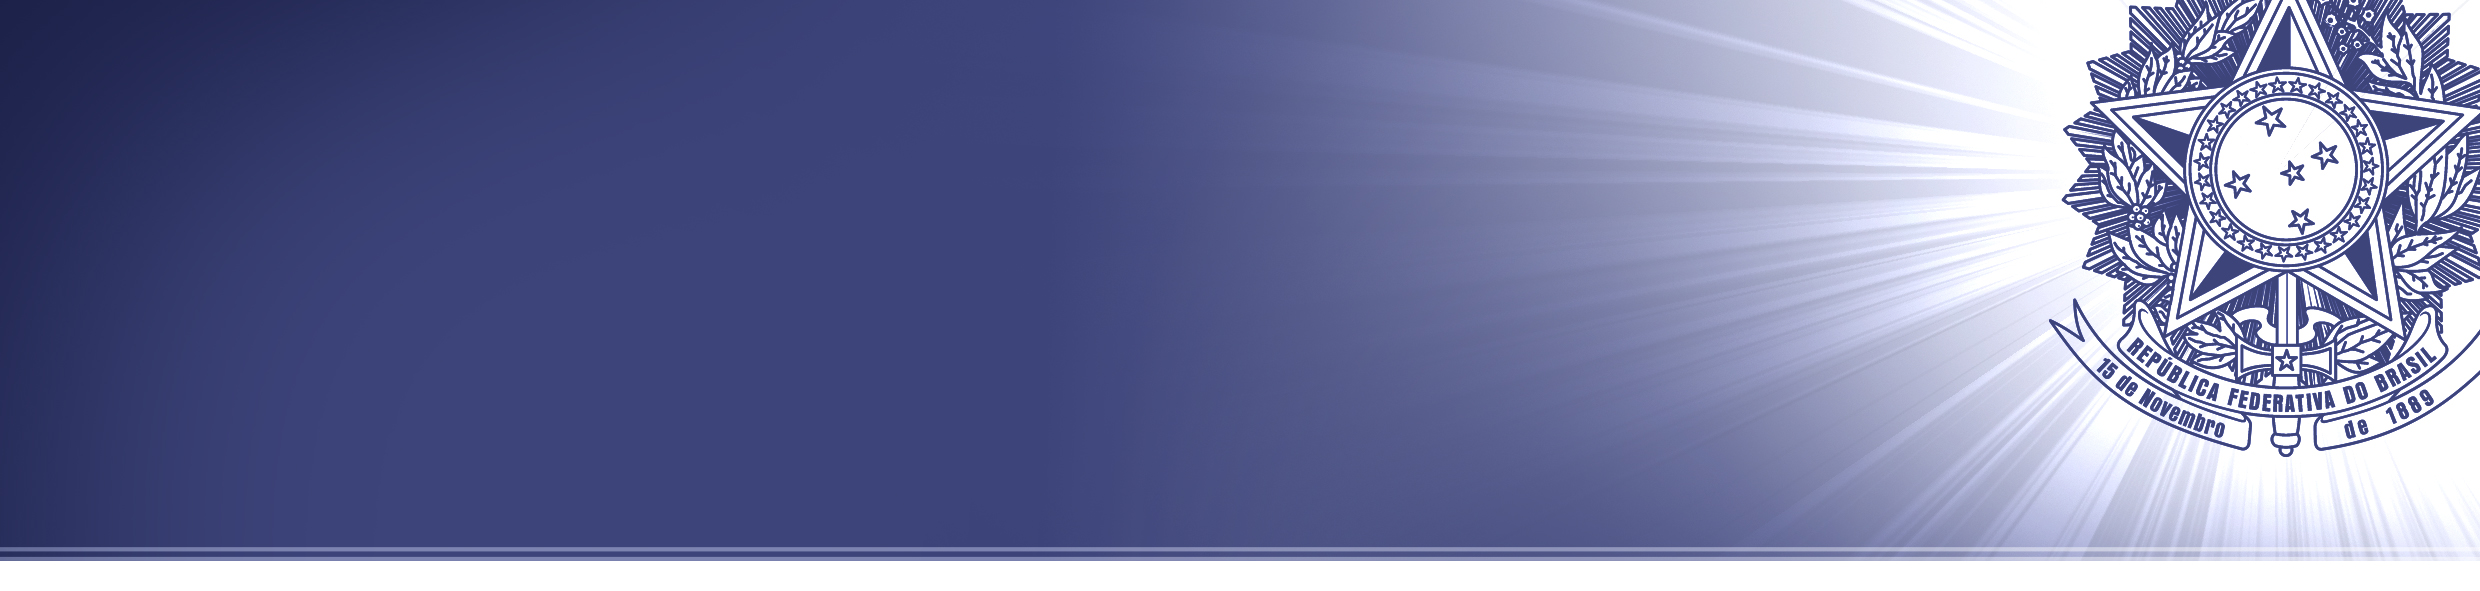 REPÚBLICA FEDERATIVA DO BRASIL
15 de Novembro de 1889